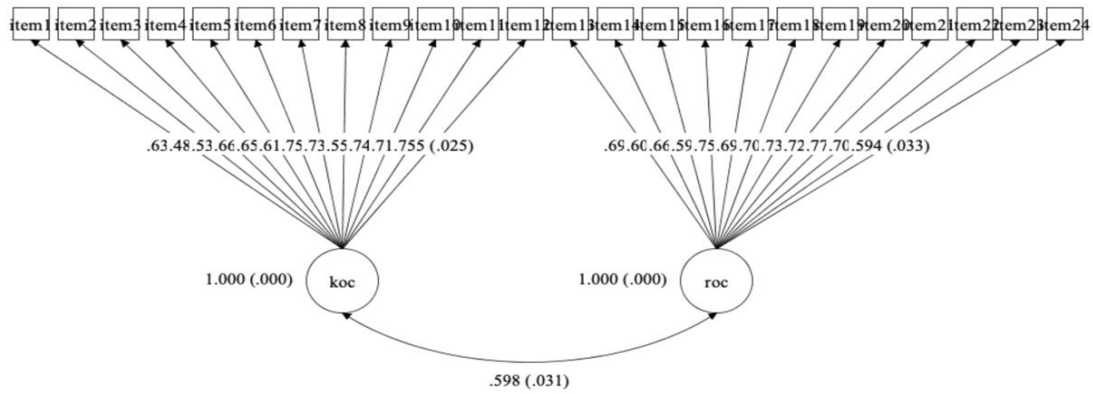 item1 item2 item3 item4 item5 item6 item7 item8 item9 item10 item11 item12 item13 item14 item15 item16 item17 item18 item19 item20 item21 item22 item23 item24
.63 .48 .53 .66 .65 .61 .75 .73 .55 .74 .71 .755 (.025) .69 .60 .66 .59 .75 .69 .70 .73 .72 .77 .70 .594 (.033)
1.000 (.000) koc 1.000 (.000) roc
.598 (.031)